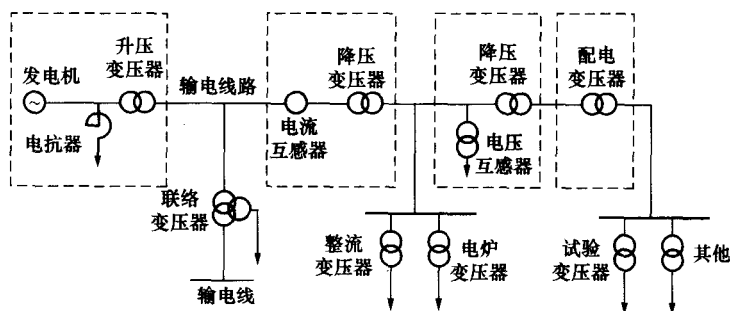 发电机
升压
变压器
电抗器
输电线路
联络
变压器
输电线
电流
互感器
降压
变压器
整流
变压器
电炉
变压器
降压
变压器
电压
互感器
配电
变压器
试验
变压器
其他